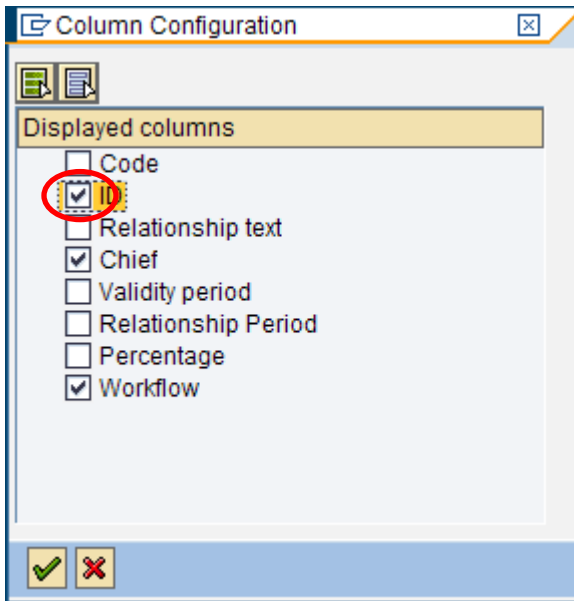 Column Configuration
Displayed columns
Code
ID
Relationship text
Chief
Validity period
Relationship Period
Percentage
Workflow